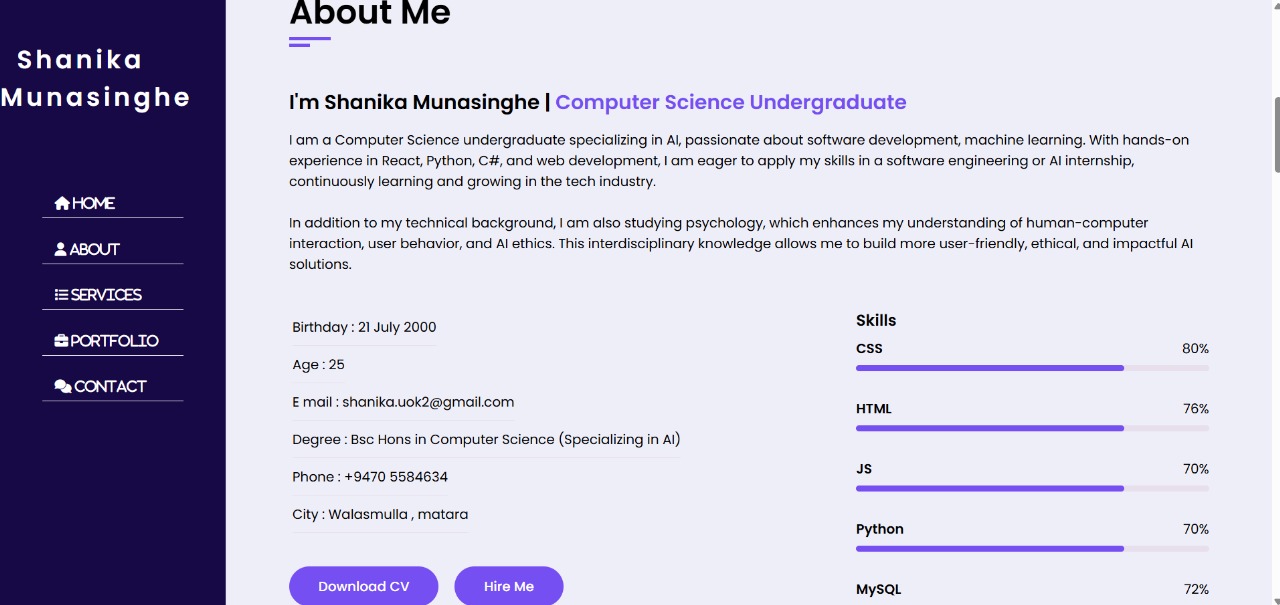 About Me
Shanika
Munasinghe
HOME
ABOUT
SERVICES
PORTFOLIO
CONTACT
I'm Shanika Munasinghe | Computer Science Undergraduate
I am a Computer Science undergraduate specializing in AI, passionate about software development, machine learning. With hands-on
experience in React, Python, C#, and web development, I am eager to apply my skills in a software engineering or AI internship,
continuously learning and growing in the tech industry.
In addition to my technical background, I am also studying psychology, which enhances my understanding of human-computer
interaction, user behavior, and AI ethics. This interdisciplinary knowledge allows me to build more user-friendly, ethical, and impactful AI
solutions.
Birthday : 21 July 2000
Age : 25
E mail : shanika.uok2@gmail.com
Degree : Bsc Hons in Computer Science (Specializing in AI)
Phone : +9470 5584634
City : Walasmulla , matara
Download CV
Hire Me
Skills
CSS 80%
HTML 76%
JS 70%
Python 70%
MySQL 72%